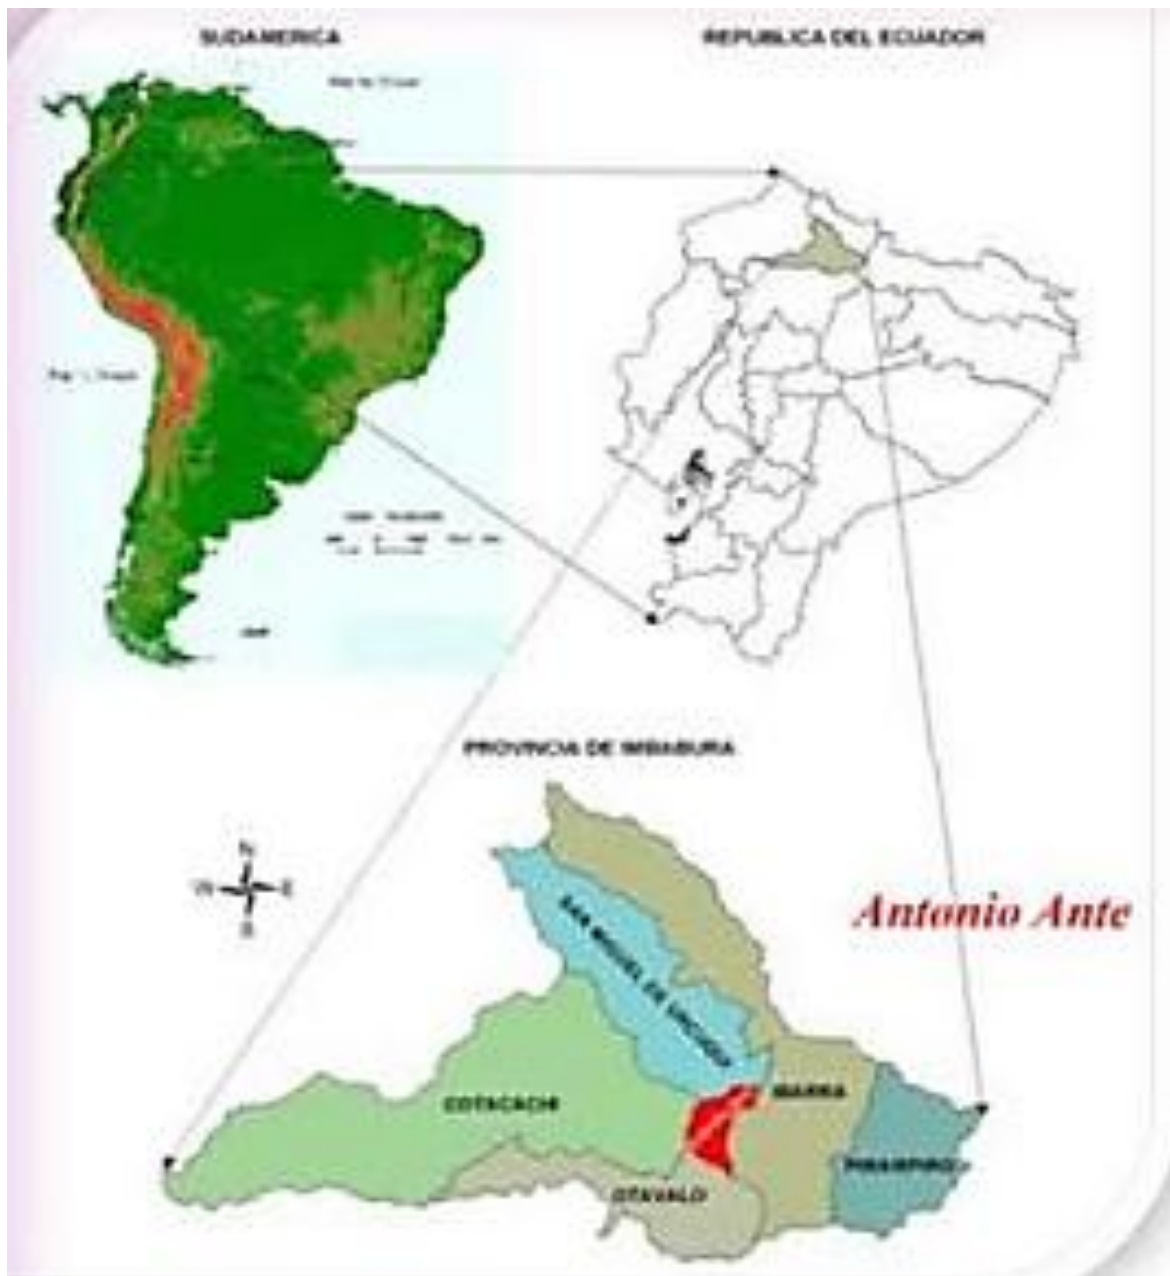 SUDAMERICA
REPUBLICA DEL ECUADOR
PROVINCIA DE IMBABURA
N
W
E
S
Antonio Ante
SAN MIGUEL DE URCUQUI
COTACACHI
IBARRA
PIMAMPIRO
OTAVALO